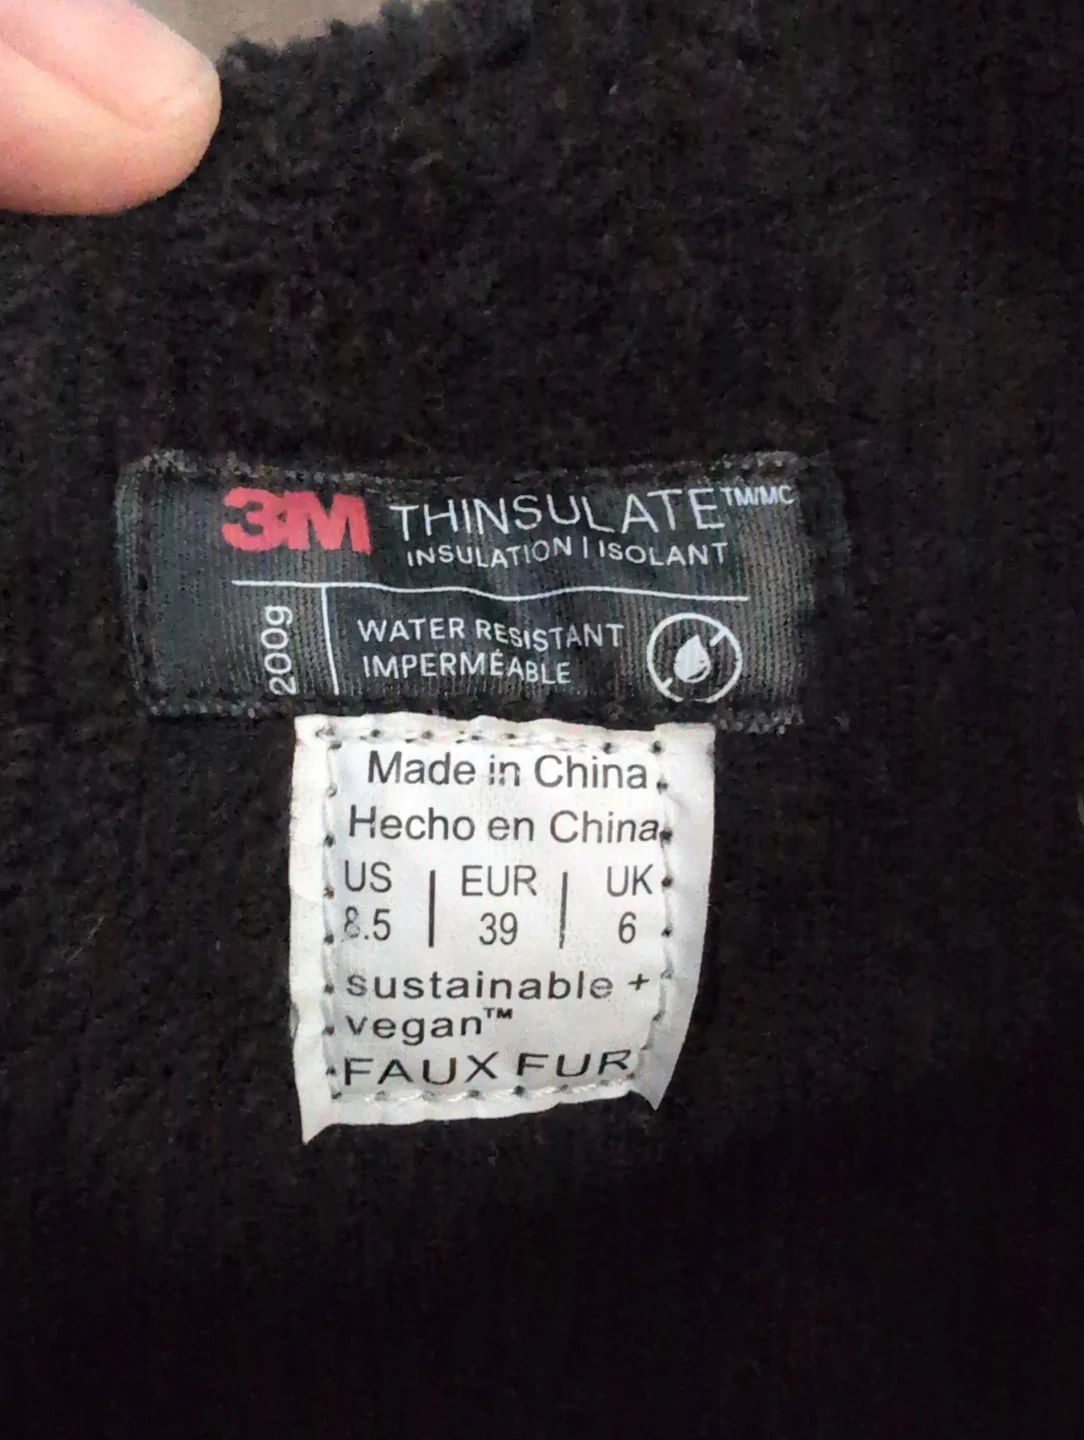 3M THINSULATE™/MC
INSULATION | ISOLANT
200g
WATER RESISTANT
IMPERMÉABLE
Made in China
Hecho en China
US | EUR | UK
8.5 | 39 | 6
sustainable +
vegan™
FAUX FUR